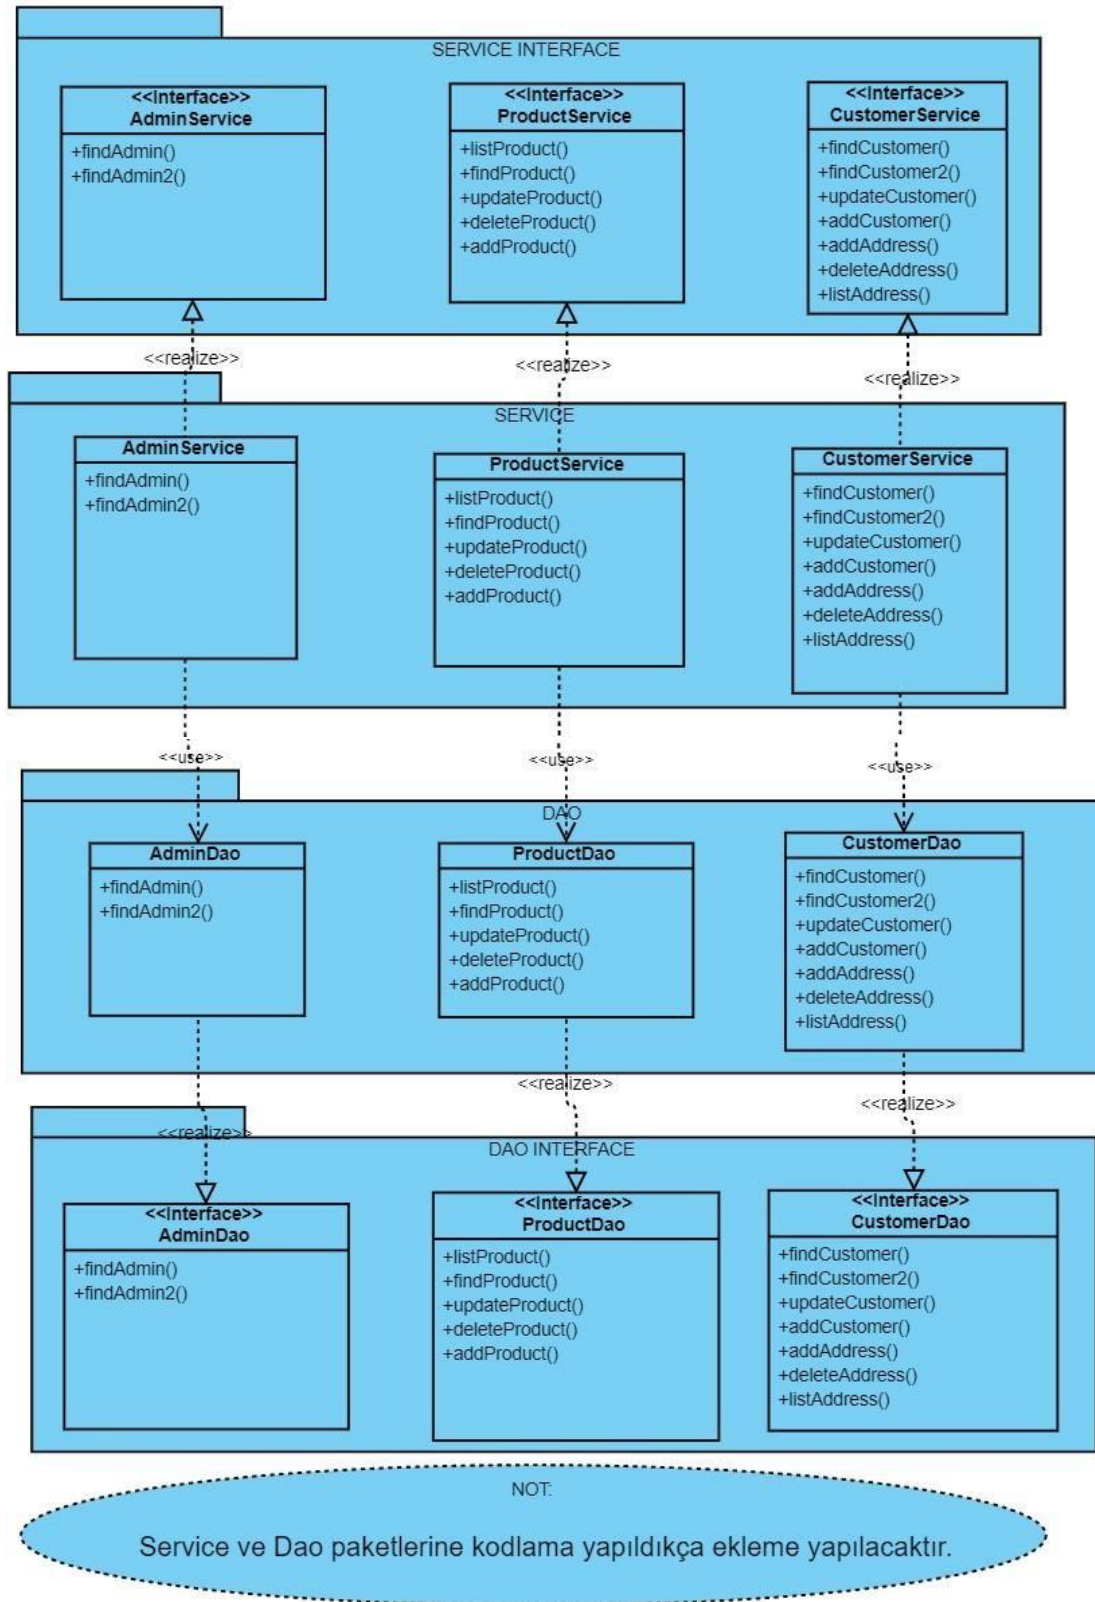 SERVICE INTERFACE
<<Interface>>
AdminService
+findAdmin()
+findAdmin2()
<<Interface>>
ProductService
+listProduct()
+findProduct()
+updateProduct()
+deleteProduct()
+addProduct()
<<Interface>>
CustomerService
+findCustomer()
+findCustomer2()
+updateCustomer()
+addCustomer()
+addAddress()
+deleteAddress()
+listAddress()
<<realize>>
<<realize>>
<<realize>>
SERVICE
AdminService
+findAdmin()
+findAdmin2()
ProductService
+listProduct()
+findProduct()
+updateProduct()
+deleteProduct()
+addProduct()
CustomerService
+findCustomer()
+findCustomer2()
+updateCustomer()
+addCustomer()
+addAddress()
+deleteAddress()
+listAddress()
<<use>>
<<use>>
<<use>>
DAO
AdminDao
+findAdmin()
+findAdmin2()
ProductDao
+listProduct()
+findProduct()
+updateProduct()
+deleteProduct()
+addProduct()
CustomerDao
+findCustomer()
+findCustomer2()
+updateCustomer()
+addCustomer()
+addAddress()
+deleteAddress()
+listAddress()
<<realize>>
<<realize>>
<<realize>>
DAO INTERFACE
<<Interface>>
AdminDao
+findAdmin()
+findAdmin2()
<<Interface>>
ProductDao
+listProduct()
+findProduct()
+updateProduct()
+deleteProduct()
+addProduct()
<<Interface>>
CustomerDao
+findCustomer()
+findCustomer2()
+updateCustomer()
+addCustomer()
+addAddress()
+deleteAddress()
+listAddress()
NOT:
Service ve Dao paketlerine kodlama yapıldıkça ekleme yapılacaktır.